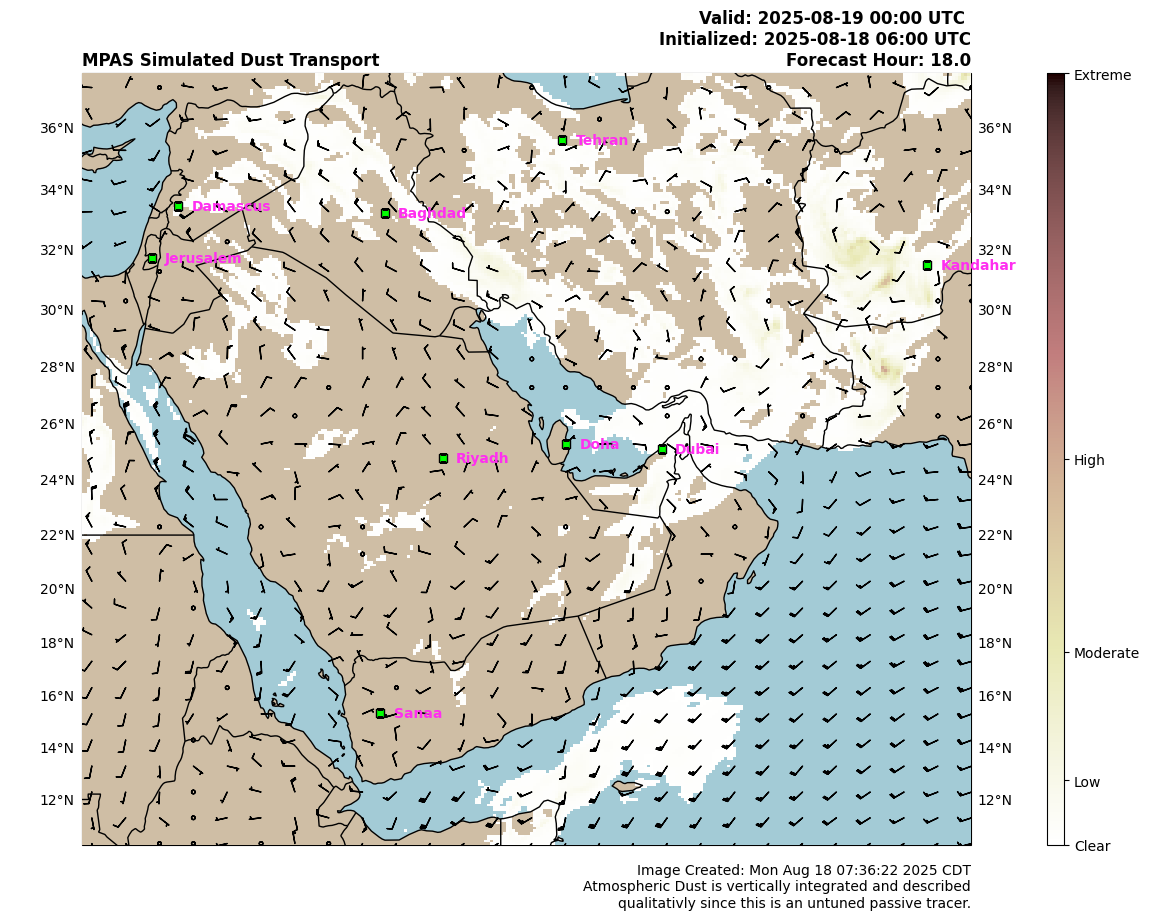 Valid: 2025-08-19 00:00 UTC
Initialized: 2025-08-18 06:00 UTC
MPAS Simulated Dust Transport
Forecast Hour: 18.0
Extreme
36°N
Tehran
36°N
34°N
34°N
Damascus
Baghdad
32°N
32°N
Jerusalem
Kandahar
30°N
30°N
28°N
28°N
26°N
26°N
Doha
Dubai
Riyadh
High
24°N
24°N
22°N
22°N
20°N
20°N
18°N
18°N
Moderate
16°N
16°N
Sanaa
14°N
14°N
Low
12°N
12°N
Clear
Image Created: Mon Aug 18 07:36:22 2025 CDT
Atmospheric Dust is vertically integrated and described
qualitativly since this is an untuned passive tracer.